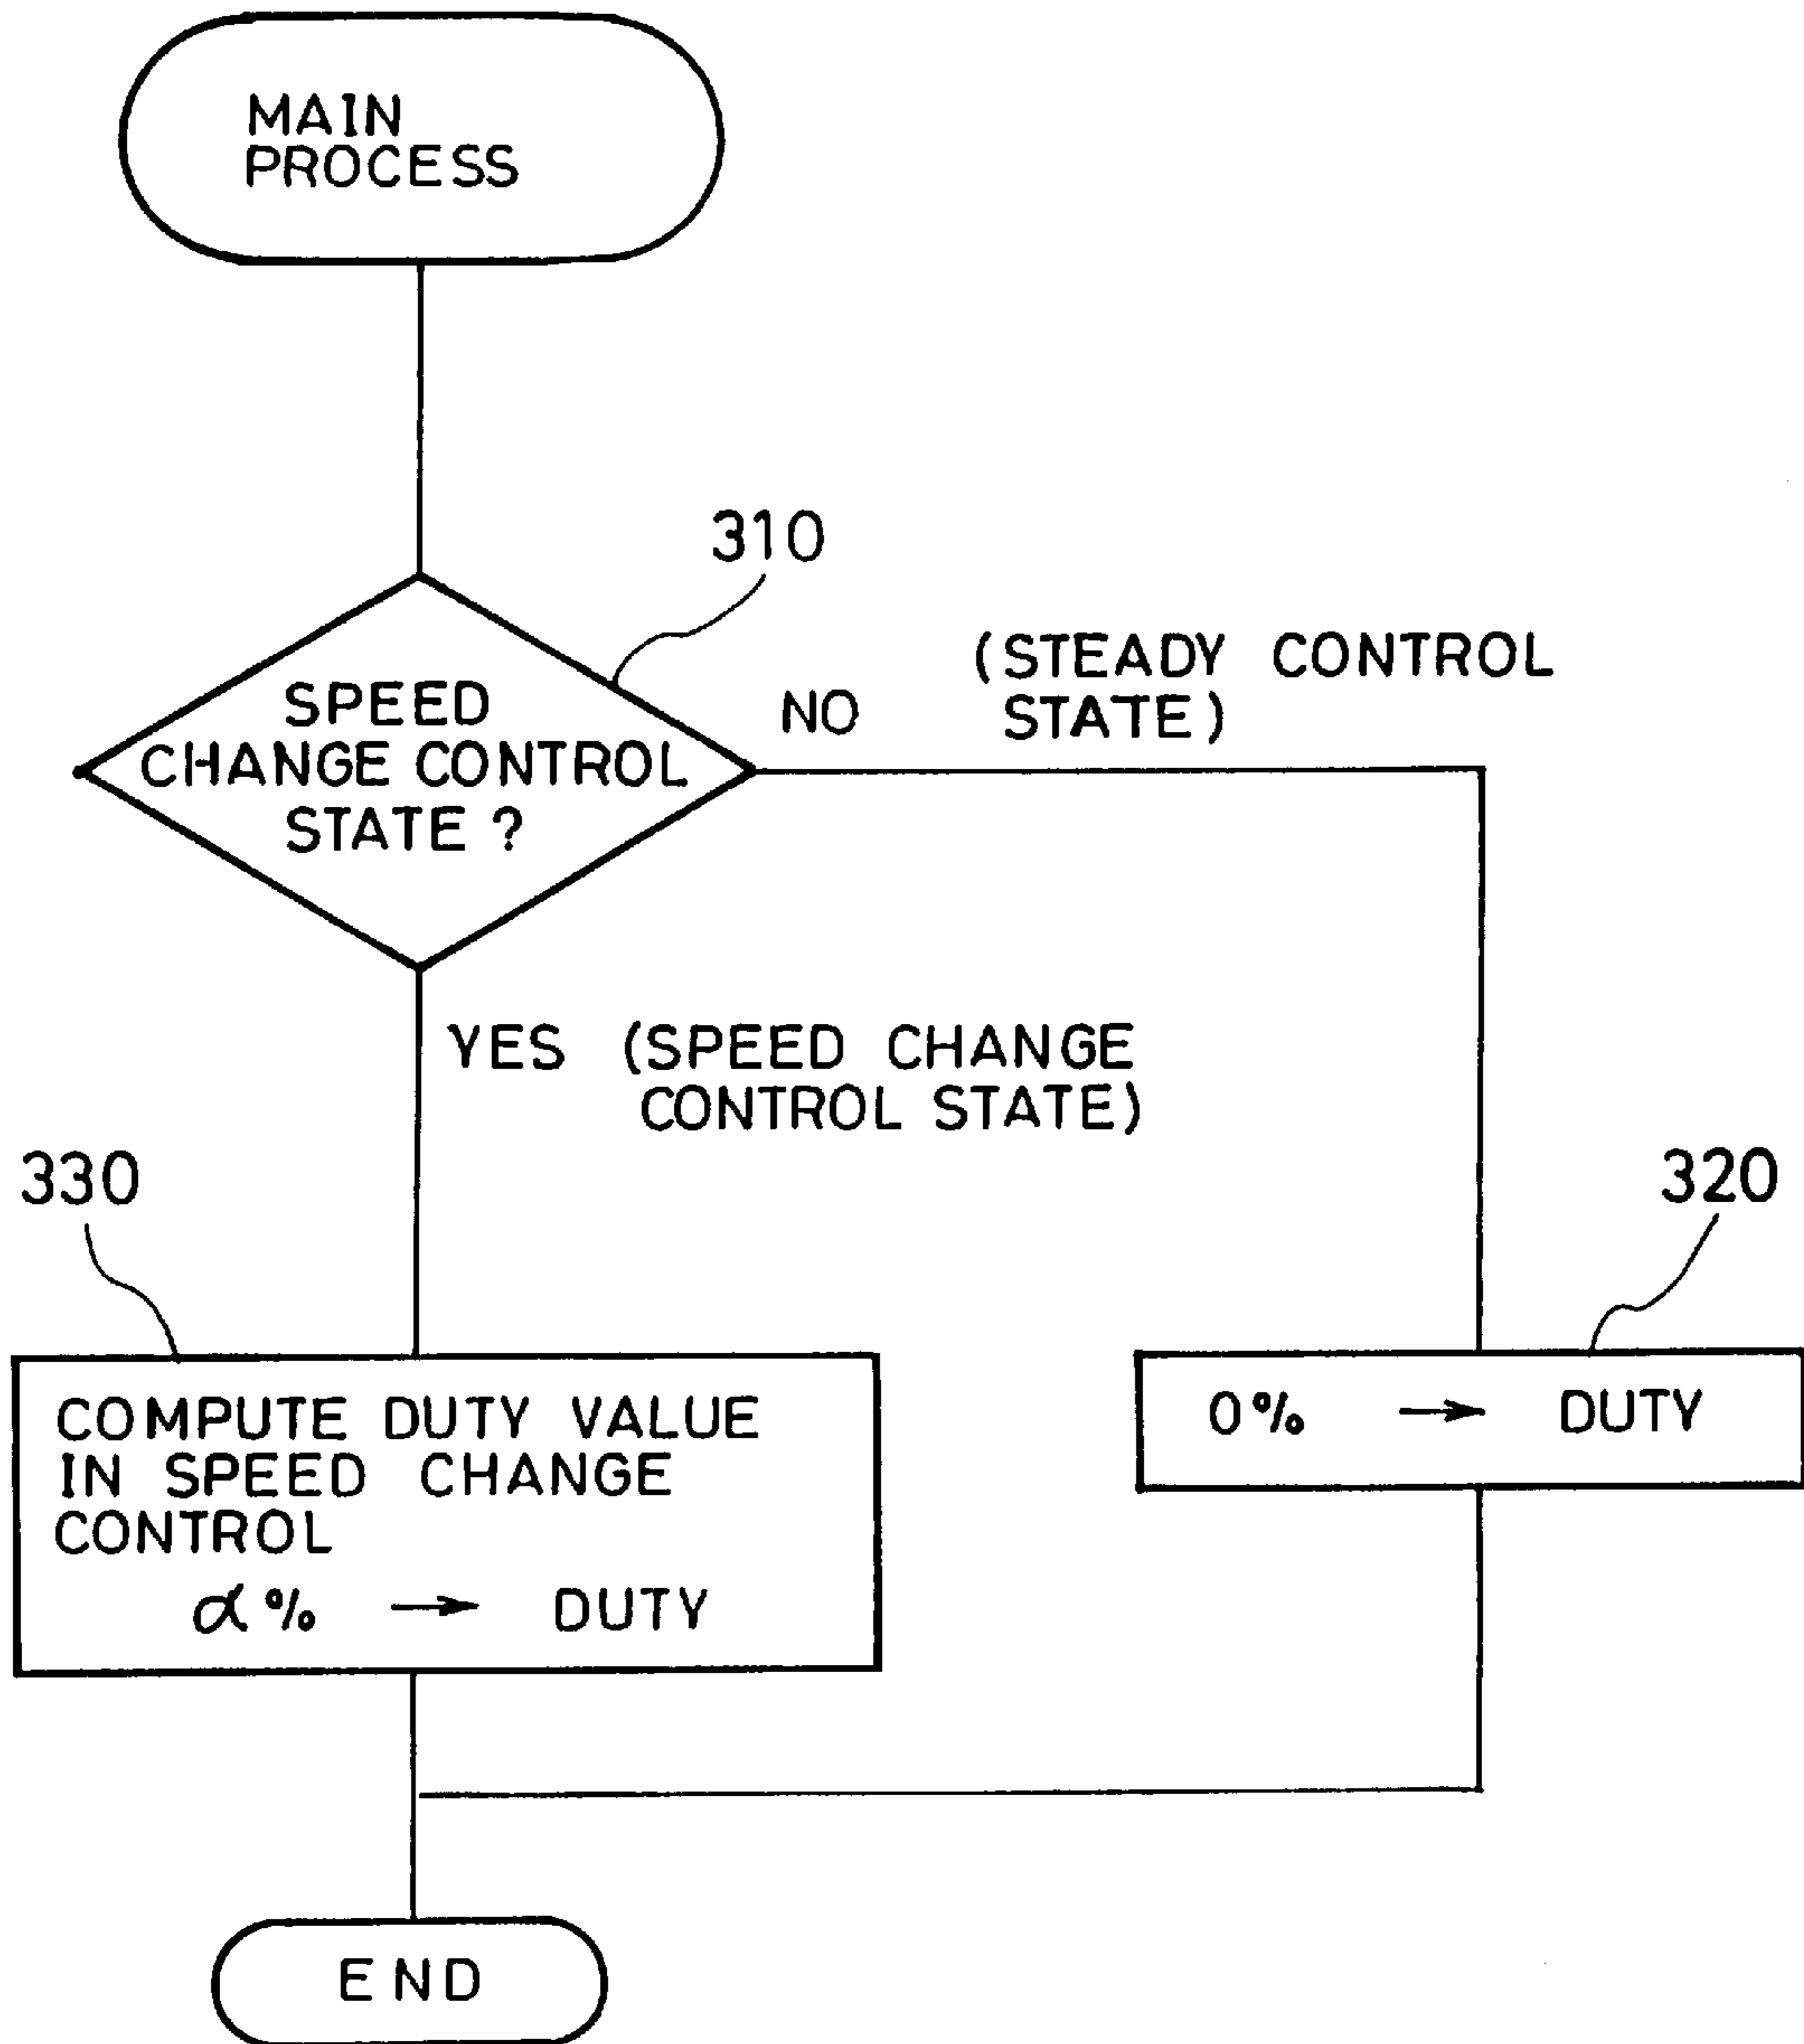 MAIN
PROCESS
310
SPEED
CHANGE CONTROL
STATE ?
NO
(STEADY CONTROL
STATE)
YES (SPEED CHANGE
CONTROL STATE)
330
COMPUTE DUTY VALUE
IN SPEED CHANGE
CONTROL
α% → DUTY
320
0% → DUTY
END